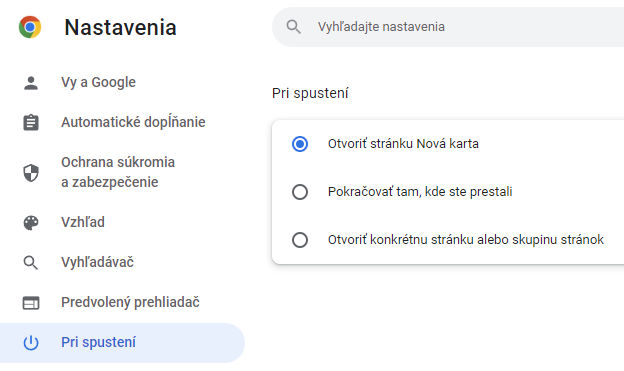 Nastavenia
Vyhľadajte nastavenia
Vy a Google
Automatické dopĺňanie
Ochrana súkromia
a zabezpečenie
Vzhľad
Vyhľadávač
Predvolený prehliadač
Pri spustení
Pri spustení
Otvoriť stránku Nová karta
Pokračovať tam, kde ste prestali
Otvoriť konkrétnu stránku alebo skupinu stránok